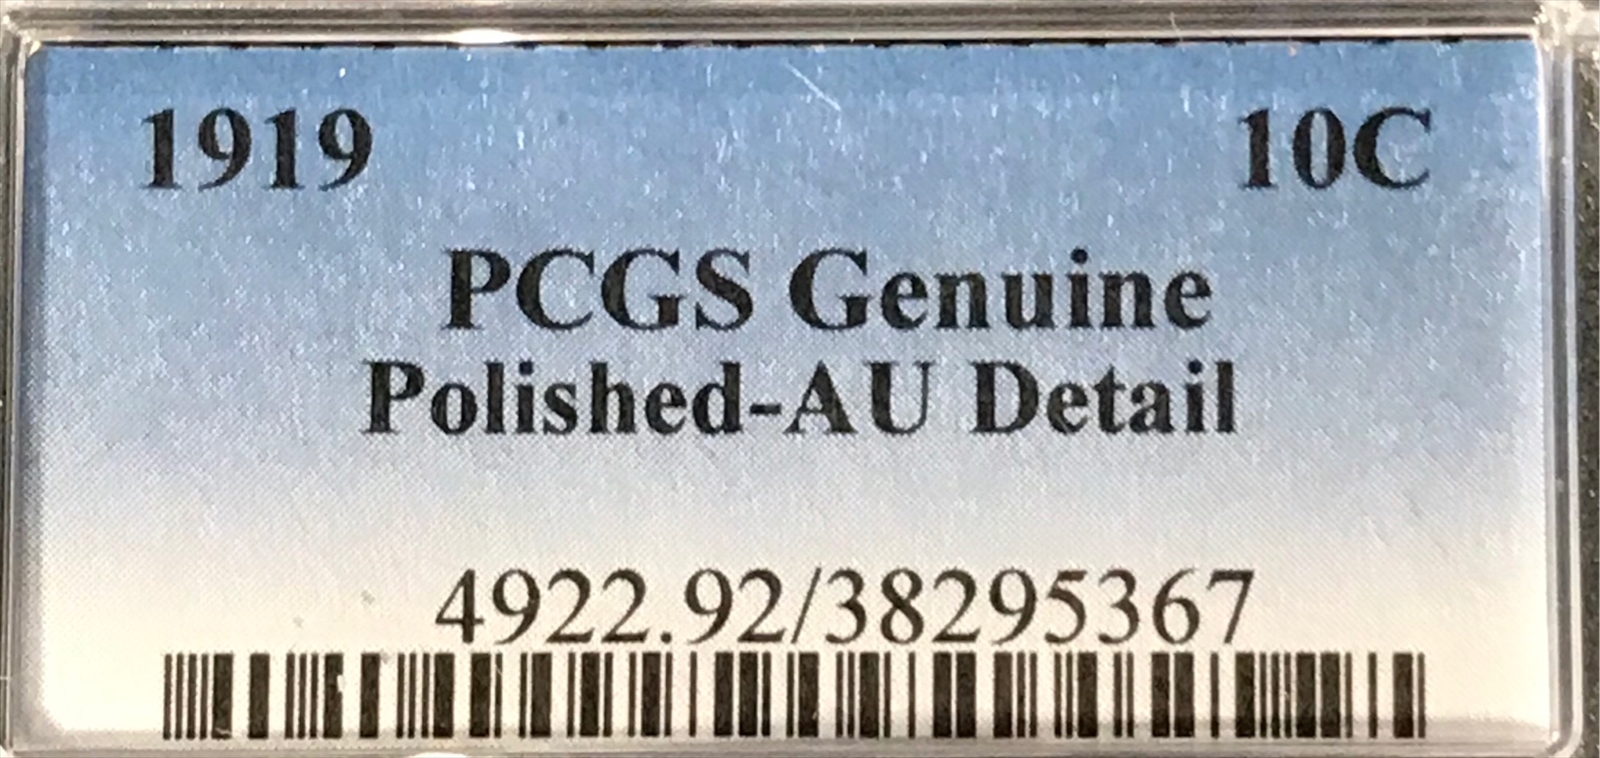 1919 10C
PCGS Genuine
Polished-AU Detail
4922.92/38295367